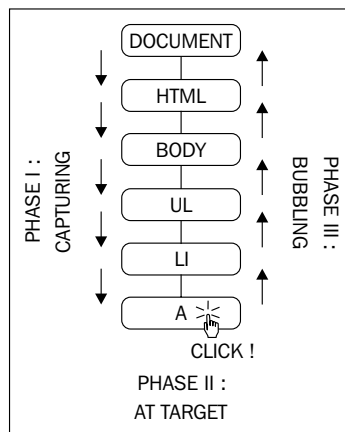 DOCUMENT
HTML
BODY
UL
LI
A
CLICK !
PHASE I :
CAPTURING
PHASE III :
BUBBLING
PHASE II :
AT TARGET